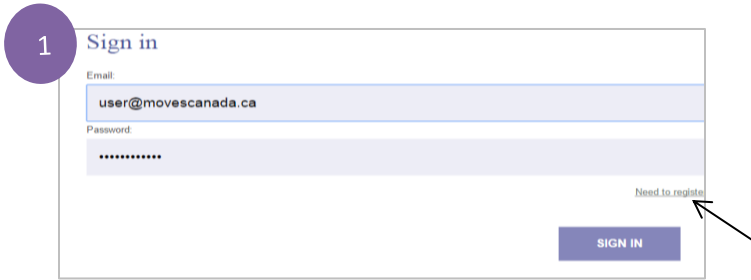 1
Sign in
Email:
user@movescanada.ca
Password:
••••••••••••
Need to registe
SIGN IN